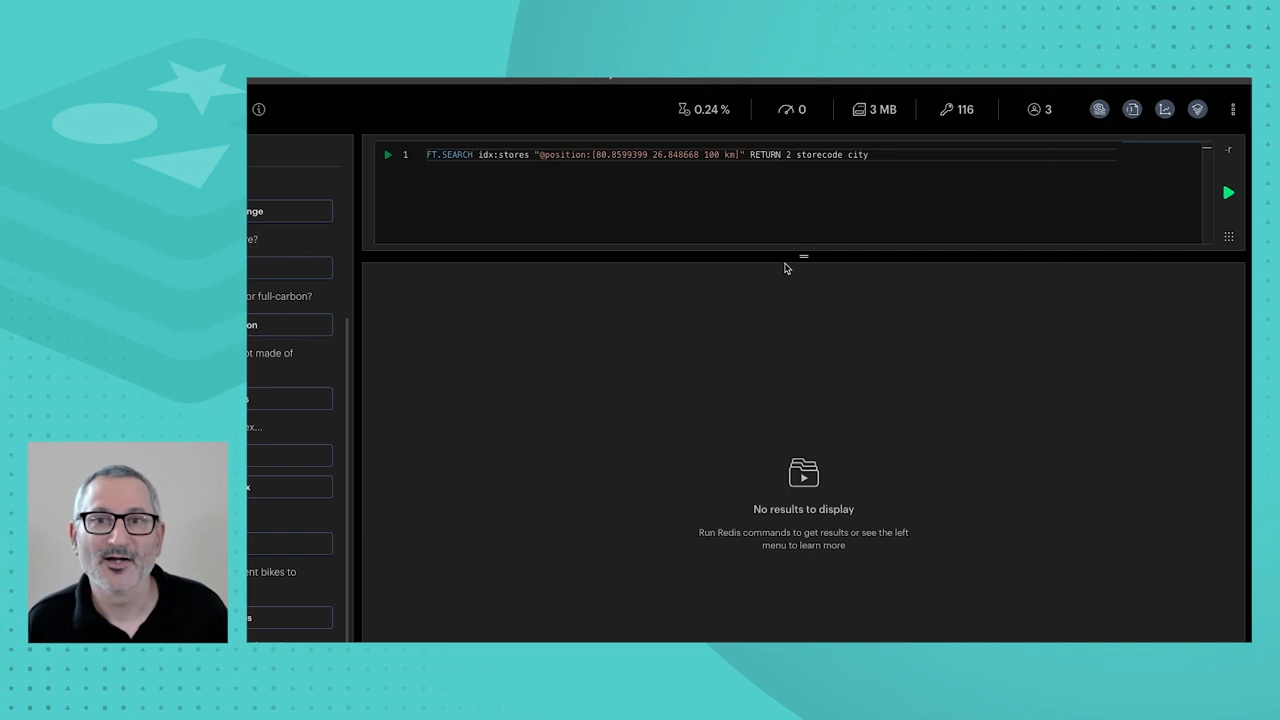 0.24 %
0
3 MB
116
3
1 FT.SEARCH idx:stores "@position:[80.8599399 26.848668 100 km]" RETURN 2 storecode city
-r
nge
re?
or full-carbon?
on
ot made of
s
ex...
x
ent bikes to
s
No results to display
Run Redis commands to get results or see the left
menu to learn more